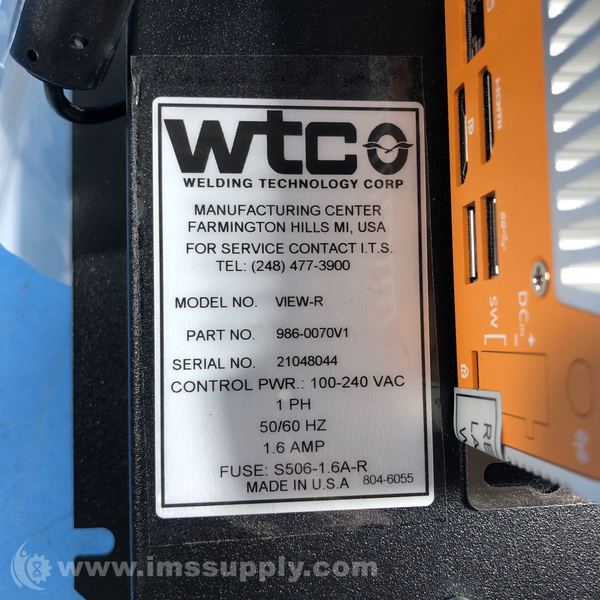 wtc
WELDING TECHNOLOGY CORP
MANUFACTURING CENTER
FARMINGTON HILLS MI, USA
FOR SERVICE CONTACT I.T.S.
TEL: (248) 477-3900
MODEL NO. VIEW-R
PART NO. 986-0070V1
SERIAL NO. 21048044
CONTROL PWR.: 100-240 VAC
1 PH
50/60 HZ
1.6 AMP
FUSE: S506-1.6A-R
MADE IN U.S.A 804-6055
HDMI
SS
DC IN
SW
www.imssupply.com